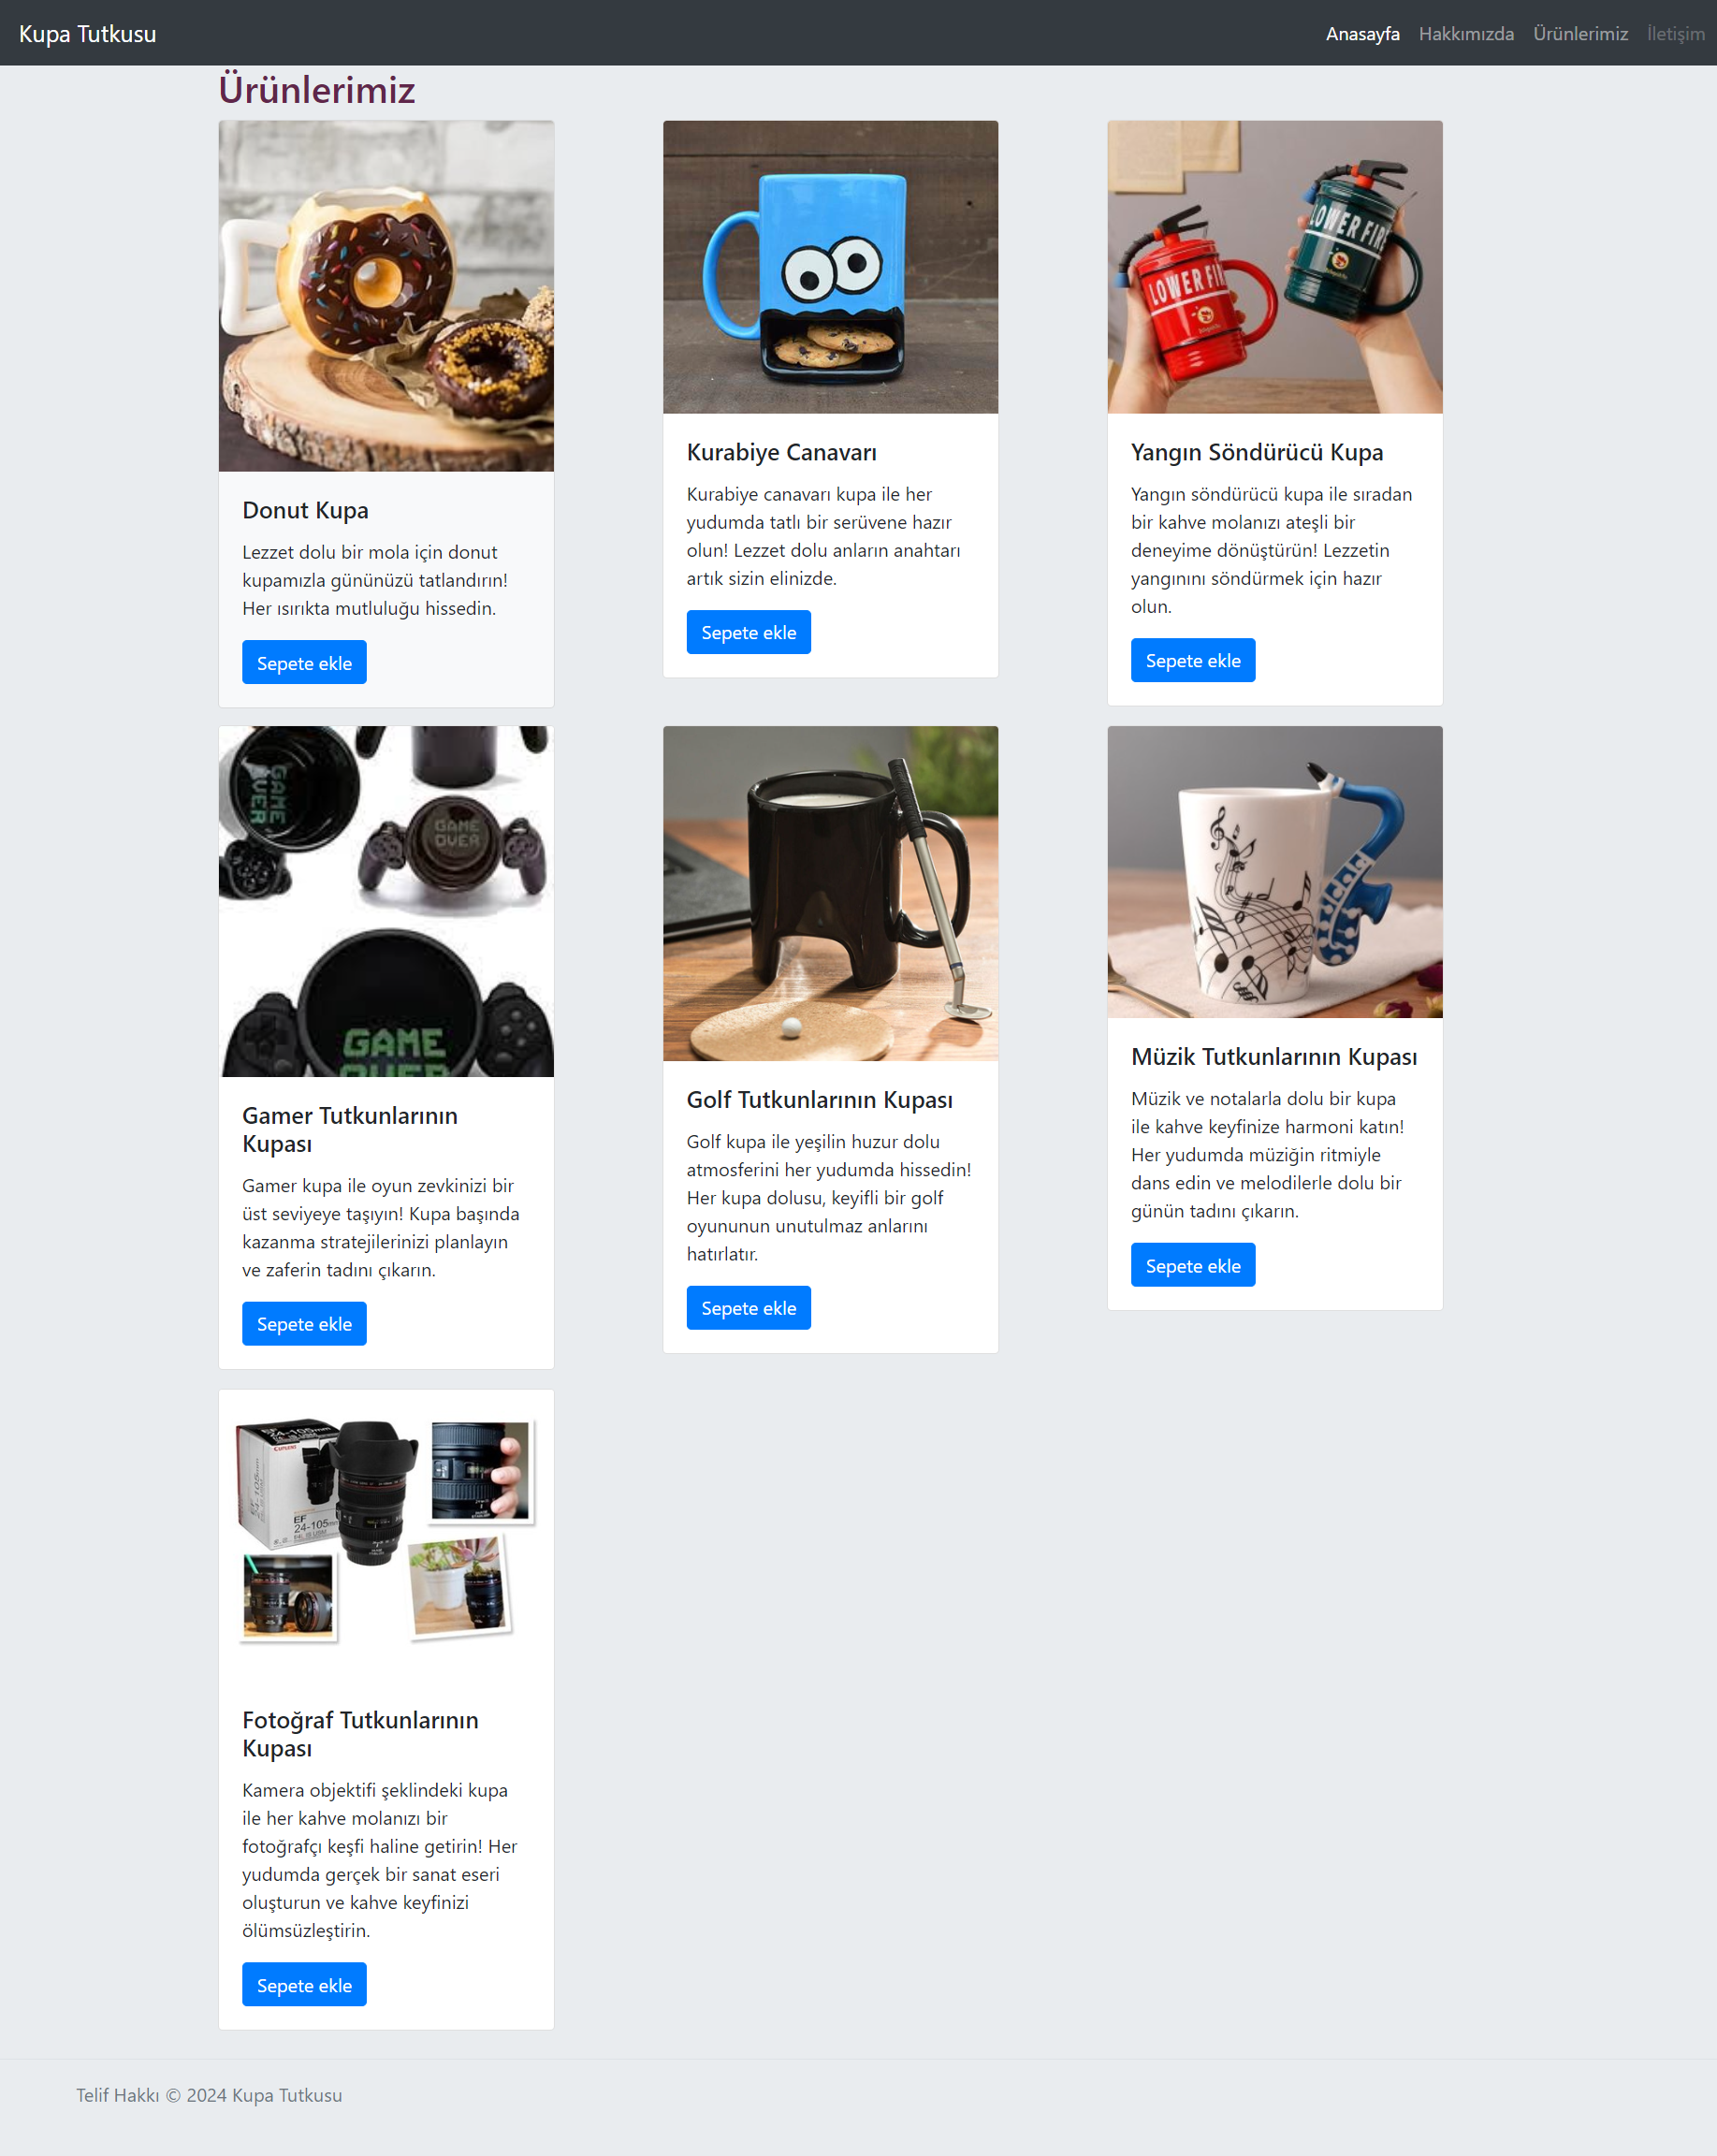 Kupa Tutkusu
Anasayfa Hakkımızda Ürünlerimiz İletişim
Ürünlerimiz
Donut Kupa
Lezzet dolu bir mola için donut
kupamızla gününüzü tatlandırın!
Her ısırıkta mutluluğu hissedin.
Sepete ekle
Kurabiye Canavarı
Kurabiye canavarı kupa ile her
yudumda tatlı bir serüvene hazır
olun! Lezzet dolu anların anahtarı
artık sizin elinizde.
Sepete ekle
LOWER FIR
LOWER FIRE
Yangın Söndürücü Kupa
Yangın söndürücü kupa ile sıradan
bir kahve molanızı ateşli bir
deneyime dönüştürün! Lezzetin
yangınını söndürmek için hazır
olun.
Sepete ekle
GAME
OVER
GAME
OVER
GAME
OVER
Gamer Tutkunlarının
Kupası
Gamer kupa ile oyun zevkinizi bir
üst seviyeye taşıyın! Kupa başında
kazanma stratejilerinizi planlayın
ve zaferin tadını çıkarın.
Sepete ekle
Golf Tutkunlarının Kupası
Golf kupa ile yeşilin huzur dolu
atmosferini her yudumda hissedin!
Her kupa dolusu, keyifli bir golf
oyununun unutulmaz anlarını
hatırlatır.
Sepete ekle
Müzik Tutkunlarının Kupası
Müzik ve notalarla dolu bir kupa
ile kahve keyfinize harmoni katın!
Her yudumda müziğin ritmiyle
dans edin ve melodilerle dolu bir
günün tadını çıkarın.
Sepete ekle
EF
24-105mm
Fotoğraf Tutkunlarının
Kupası
Kamera objektifi şeklindeki kupa
ile her kahve molanızı bir
fotoğrafçı keşfi haline getirin! Her
yudumda gerçek bir sanat eseri
oluşturun ve kahve keyfinizi
ölümsüzleştirin.
Sepete ekle
Telif Hakkı © 2024 Kupa Tutkusu